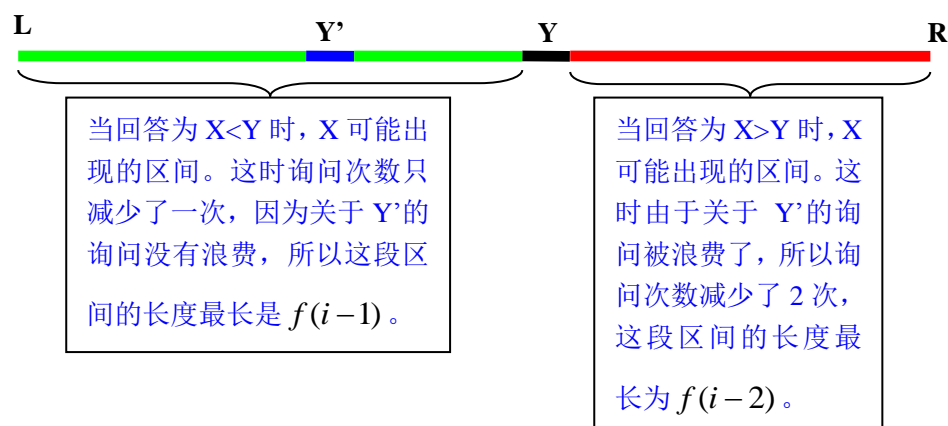 L Y’ Y R
当回答为 X<Y 时，X 可能出
现的区间。这时询问次数只
减少了一次，因为关于 Y’的
询问没有浪费，所以这段区
间的长度最长是 f(i−1) 。
当回答为 X>Y 时，X
可能出现的区间。这
时由于关于 Y’的询
问被浪费了，所以询
问次数减少了 2 次，
这段区间的长度最
长为 f(i−2) 。